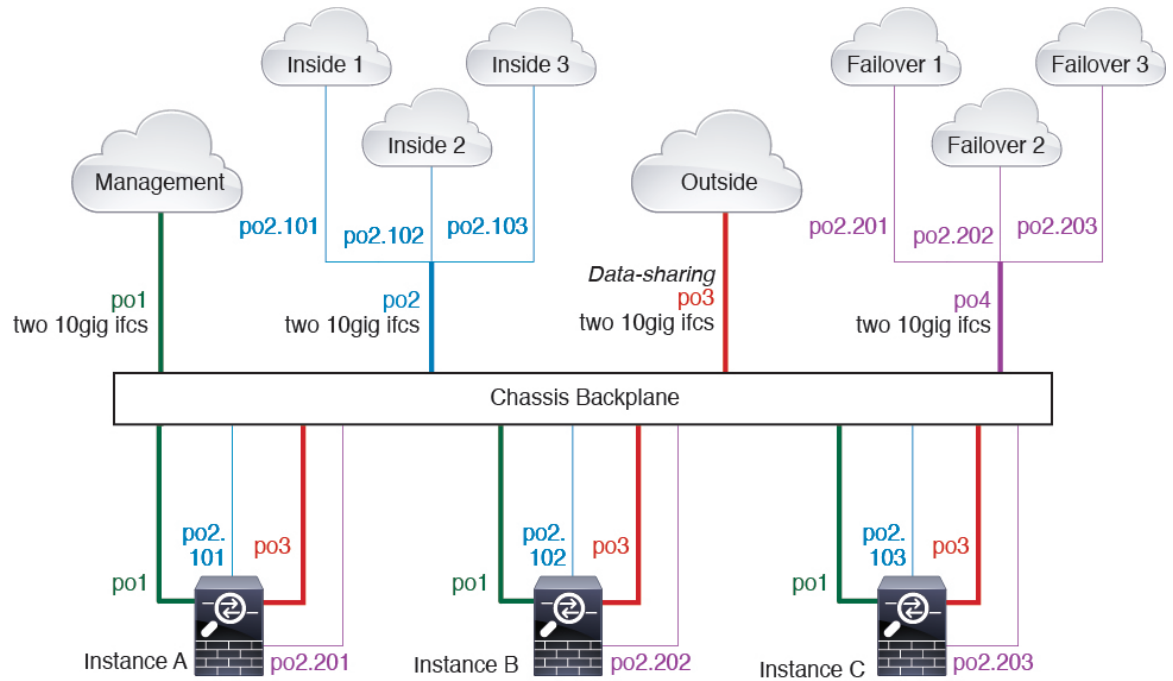 Inside 1
Inside 3
Failover 1
Failover 3
Inside 2
Failover 2
Management
Outside
po2.101
po2.102
po2.103
po2.201
po2.202
po2.203
po1
two 10gig ifcs
po2
two 10gig ifcs
Data-sharing
po3
two 10gig ifcs
po4
two 10gig ifcs
Chassis Backplane
po1
po2.
101
po3
po2.201
Instance A
po1
po2.
102
po3
po2.202
Instance B
po1
po2.
103
po3
po2.203
Instance C